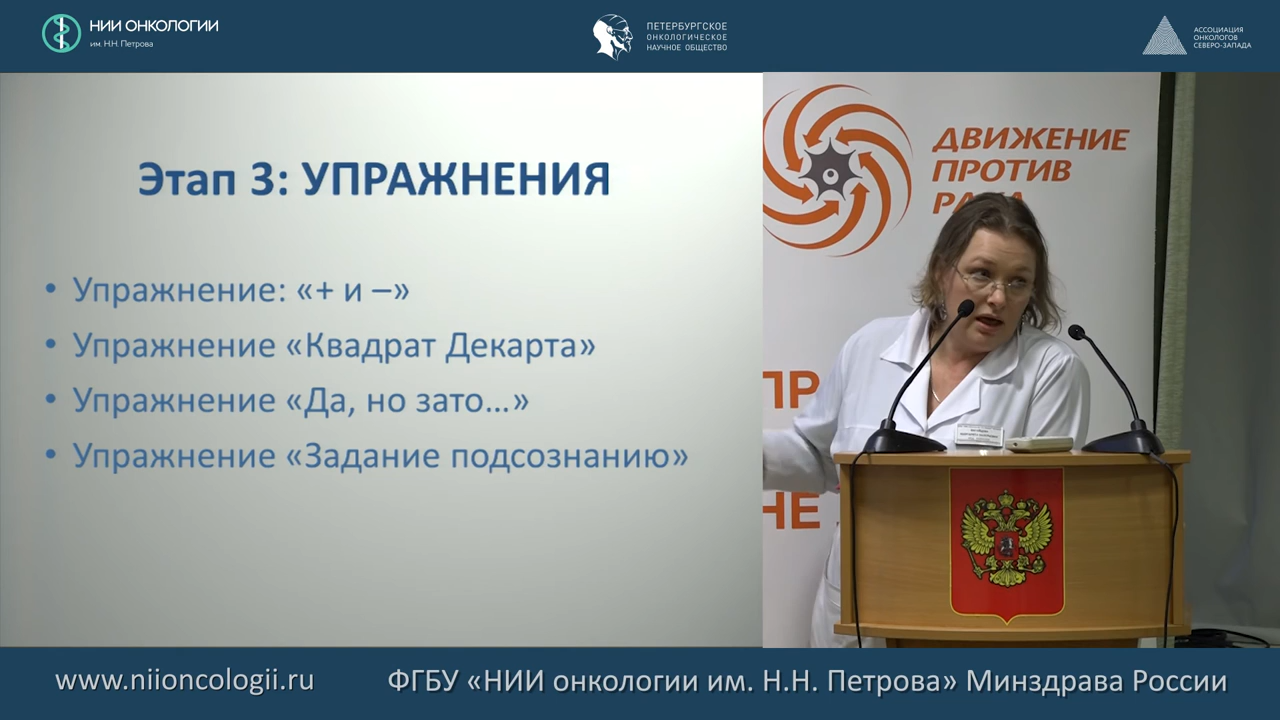 НИИ ОНКОЛОГИИ
им. Н.Н. Петрова
ПЕТЕРБУРГСКОЕ
ОНКОЛОГИЧЕСКОЕ
НАУЧНОЕ ОБЩЕСТВО
АССОЦИАЦИЯ
ОНКОЛОГОВ
СЕВЕРО-ЗАПАДА
Этап 3: УПРАЖНЕНИЯ
• Упражнение: «+ и –»
• Упражнение «Квадрат Декарта»
• Упражнение «Да, но зато...»
• Упражнение «Задание подсознанию»
ДВИЖЕНИЕ
ПРОТИВ
РАКА
ПР
НЕ
www.niioncologii.ru
ФГБУ «НИИ онкологии им. Н.Н. Петрова» Минздрава России